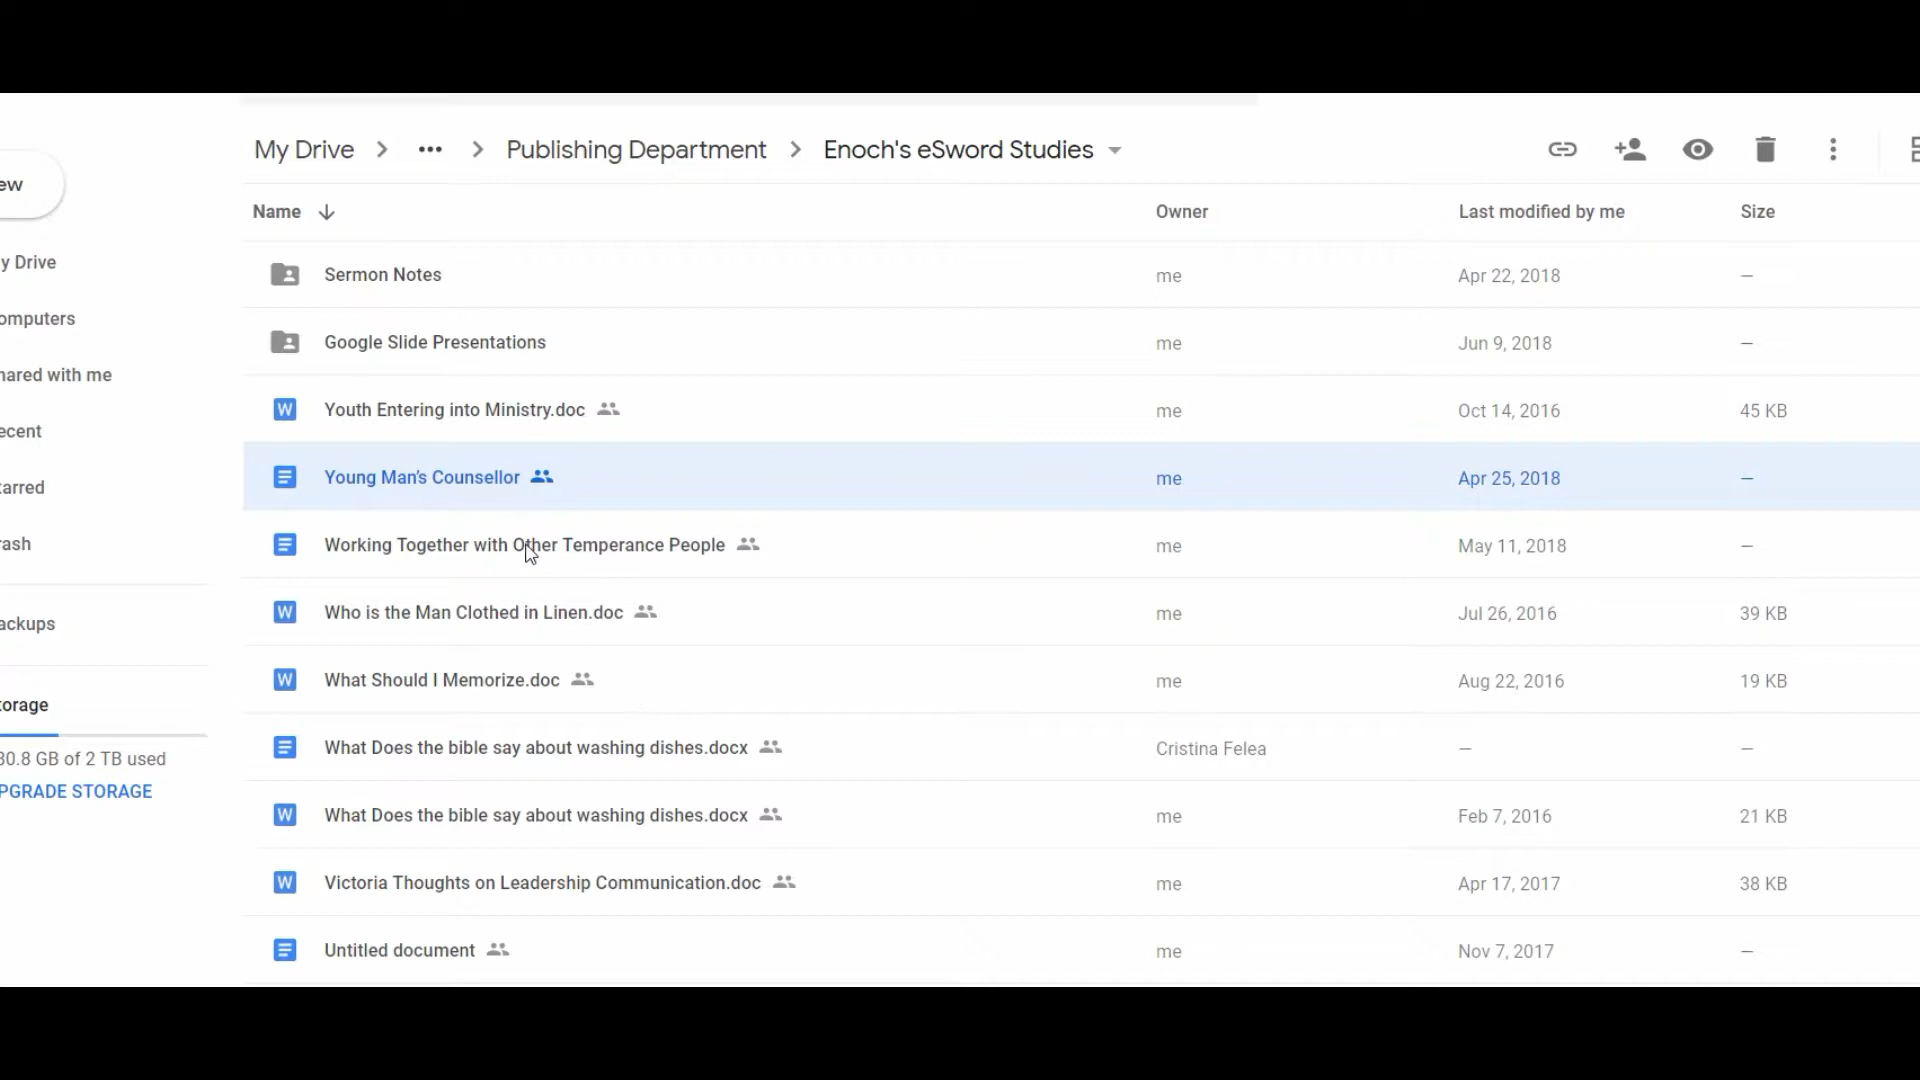 My Drive > ... > Publishing Department > Enoch's eSword Studies
ew
Name Owner Last modified by me Size
y Drive
Sermon Notes me Apr 22, 2018 –
omputers
Google Slide Presentations me Jun 9, 2018 –
hared with me
W Youth Entering into Ministry.doc me Oct 14, 2016 45 KB
ecent
Young Man's Counsellor me Apr 25, 2018 –
tarred
Working Together with Other Temperance People me May 11, 2018 –
rash
W Who is the Man Clothed in Linen.doc me Jul 26, 2016 39 KB
ackups
W What Should I Memorize.doc me Aug 22, 2016 19 KB
torage
What Does the bible say about washing dishes.docx Cristina Felea – –
30.8 GB of 2 TB used
PGRADE STORAGE
W What Does the bible say about washing dishes.docx me Feb 7, 2016 21 KB
W Victoria Thoughts on Leadership Communication.doc me Apr 17, 2017 38 KB
Untitled document me Nov 7, 2017 –